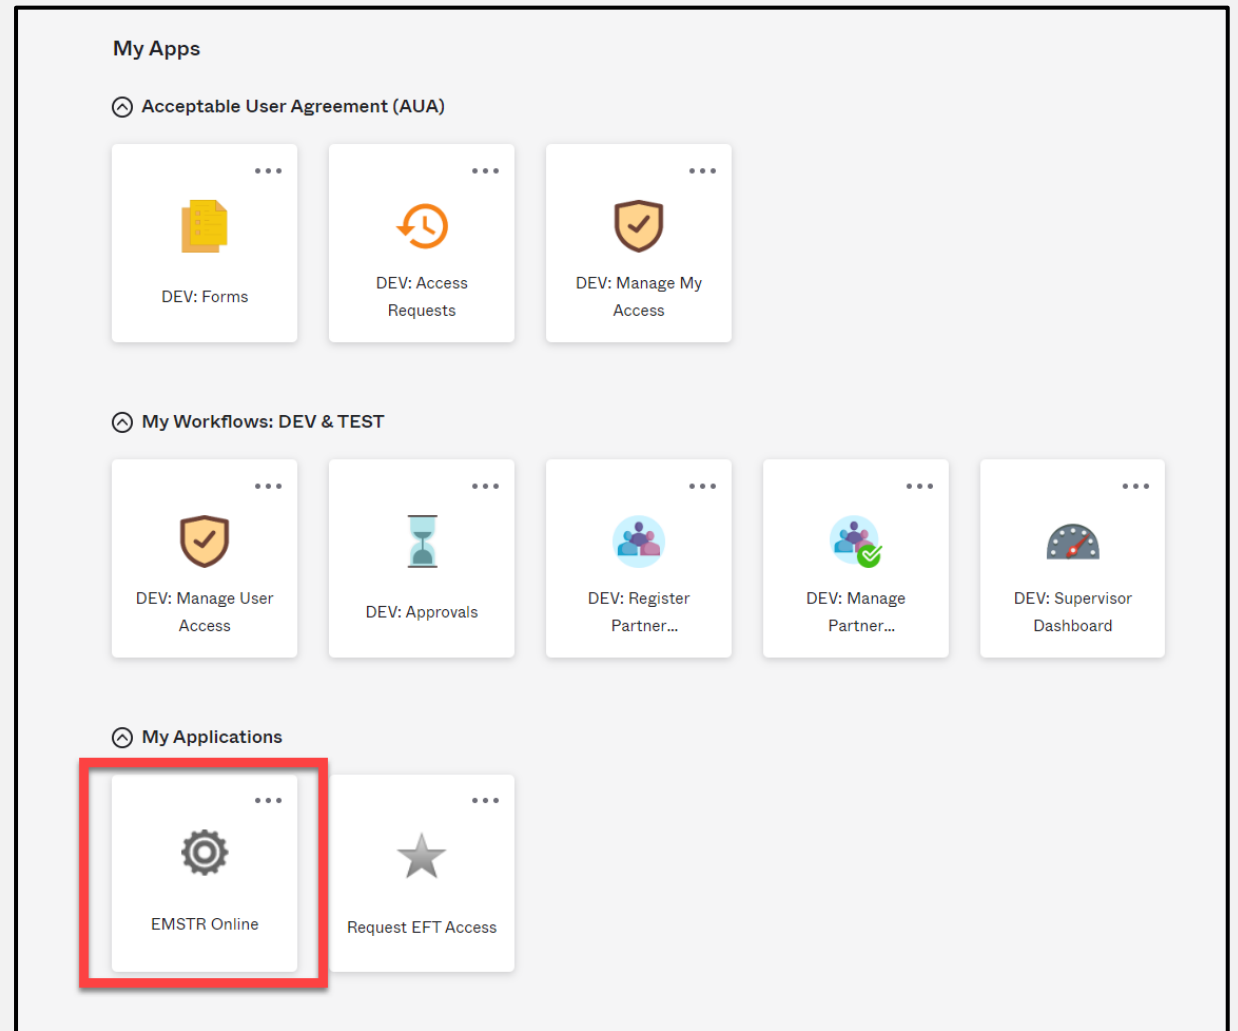 My Apps
Acceptable User Agreement (AUA)
DEV: Forms
DEV: Access
Requests
DEV: Manage My
Access
My Workflows: DEV & TEST
DEV: Manage User
Access
DEV: Approvals
DEV: Register
Partner...
DEV: Manage
Partner...
DEV: Supervisor
Dashboard
My Applications
EMSTR Online
Request EFT Access